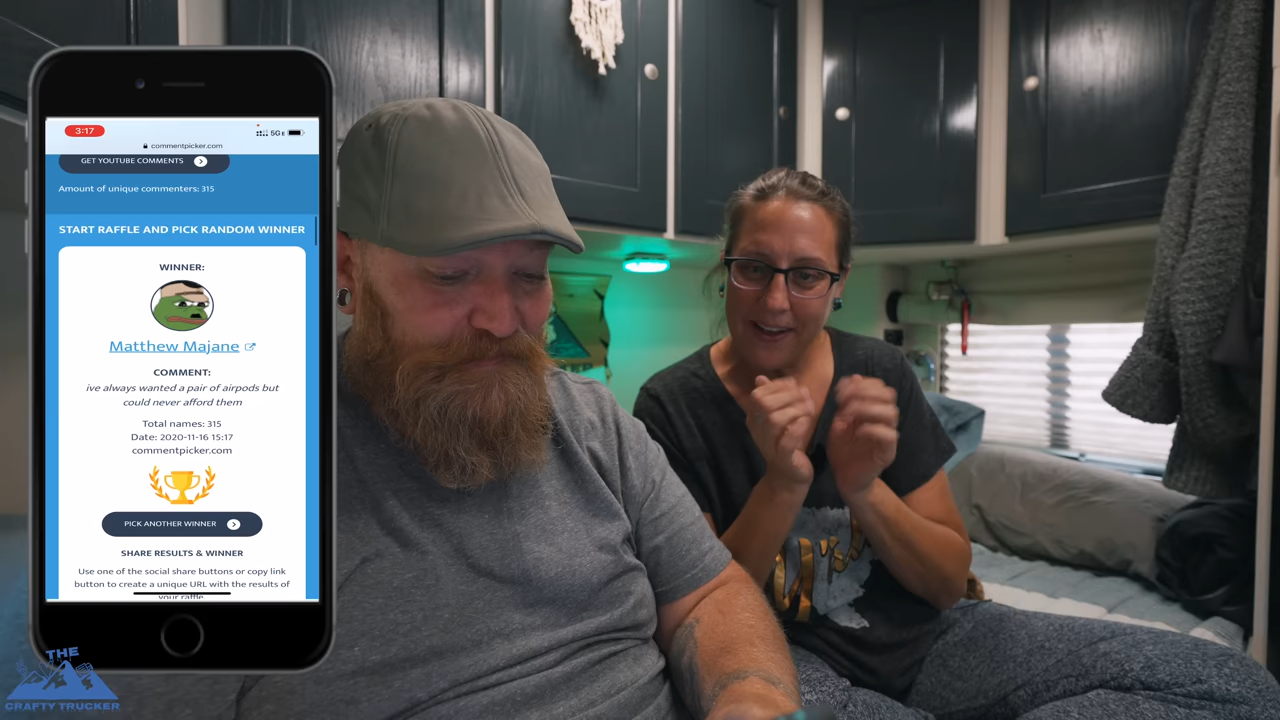 3:17
5GE
commentpicker.com
GET YOUTUBE COMMENTS
Amount of unique commenters: 315
START RAFFLE AND PICK RANDOM WINNER
WINNER:
Matthew Majane
COMMENT:
ive always wanted a pair of airpods but
could never afford them
Total names: 315
Date: 2020-11-16 15:17
commentpicker.com
PICK ANOTHER WINNER
SHARE RESULTS & WINNER
Use one of the social share buttons or copy link
button to create a unique URL with the results of
your raffle
THE
CRAFTY TRUCKER